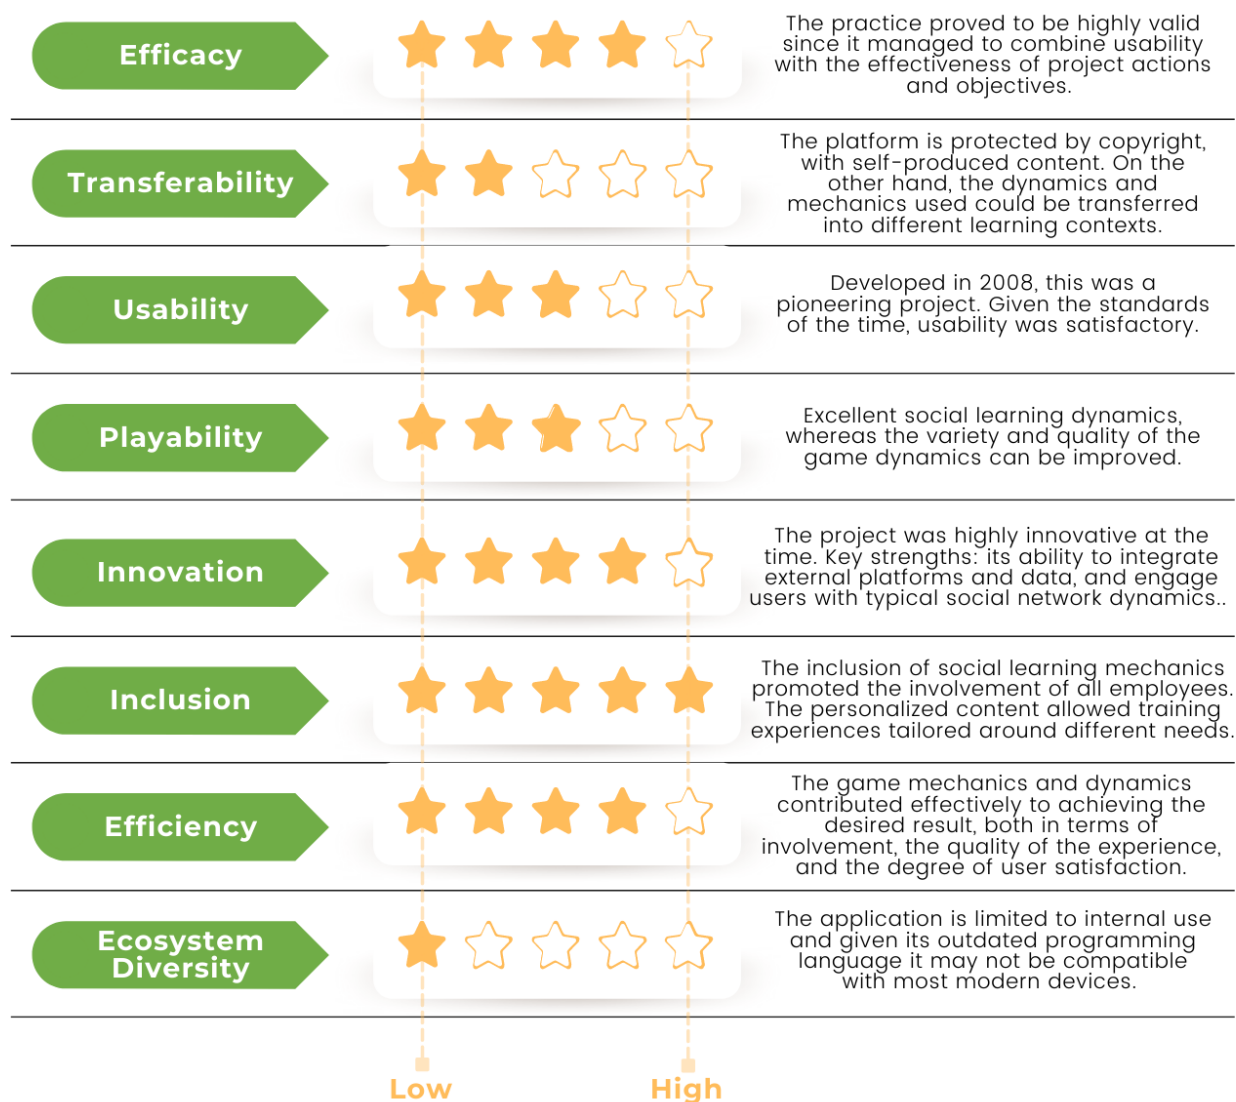 Efficacy
The practice proved to be highly valid
since it managed to combine usability
with the effectiveness of project actions
and objectives.
Transferability
The platform is protected by copyright,
with self-produced content. On the
other hand, the dynamics and
mechanics used could be transferred
into different learning contexts.
Usability
Developed in 2008, this was a
pioneering project. Given the standards
of the time, usability was satisfactory.
Playability
Excellent social learning dynamics,
whereas the variety and quality of the
game dynamics can be improved.
Innovation
The project was highly innovative at the
time. Key strengths: its ability to integrate
external platforms and data, and engage
users with typical social network dynamics..
Inclusion
The inclusion of social learning mechanics
promoted the involvement of all employees.
The personalized content allowed training
experiences tailored around different needs.
Efficiency
The game mechanics and dynamics
contributed effectively to achieving the
desired result, both in terms of
involvement, the quality of the experience,
and the degree of user satisfaction.
Ecosystem
Diversity
The application is limited to internal use
and given its outdated programming
language it may not be compatible
with most modern devices.
Low
High